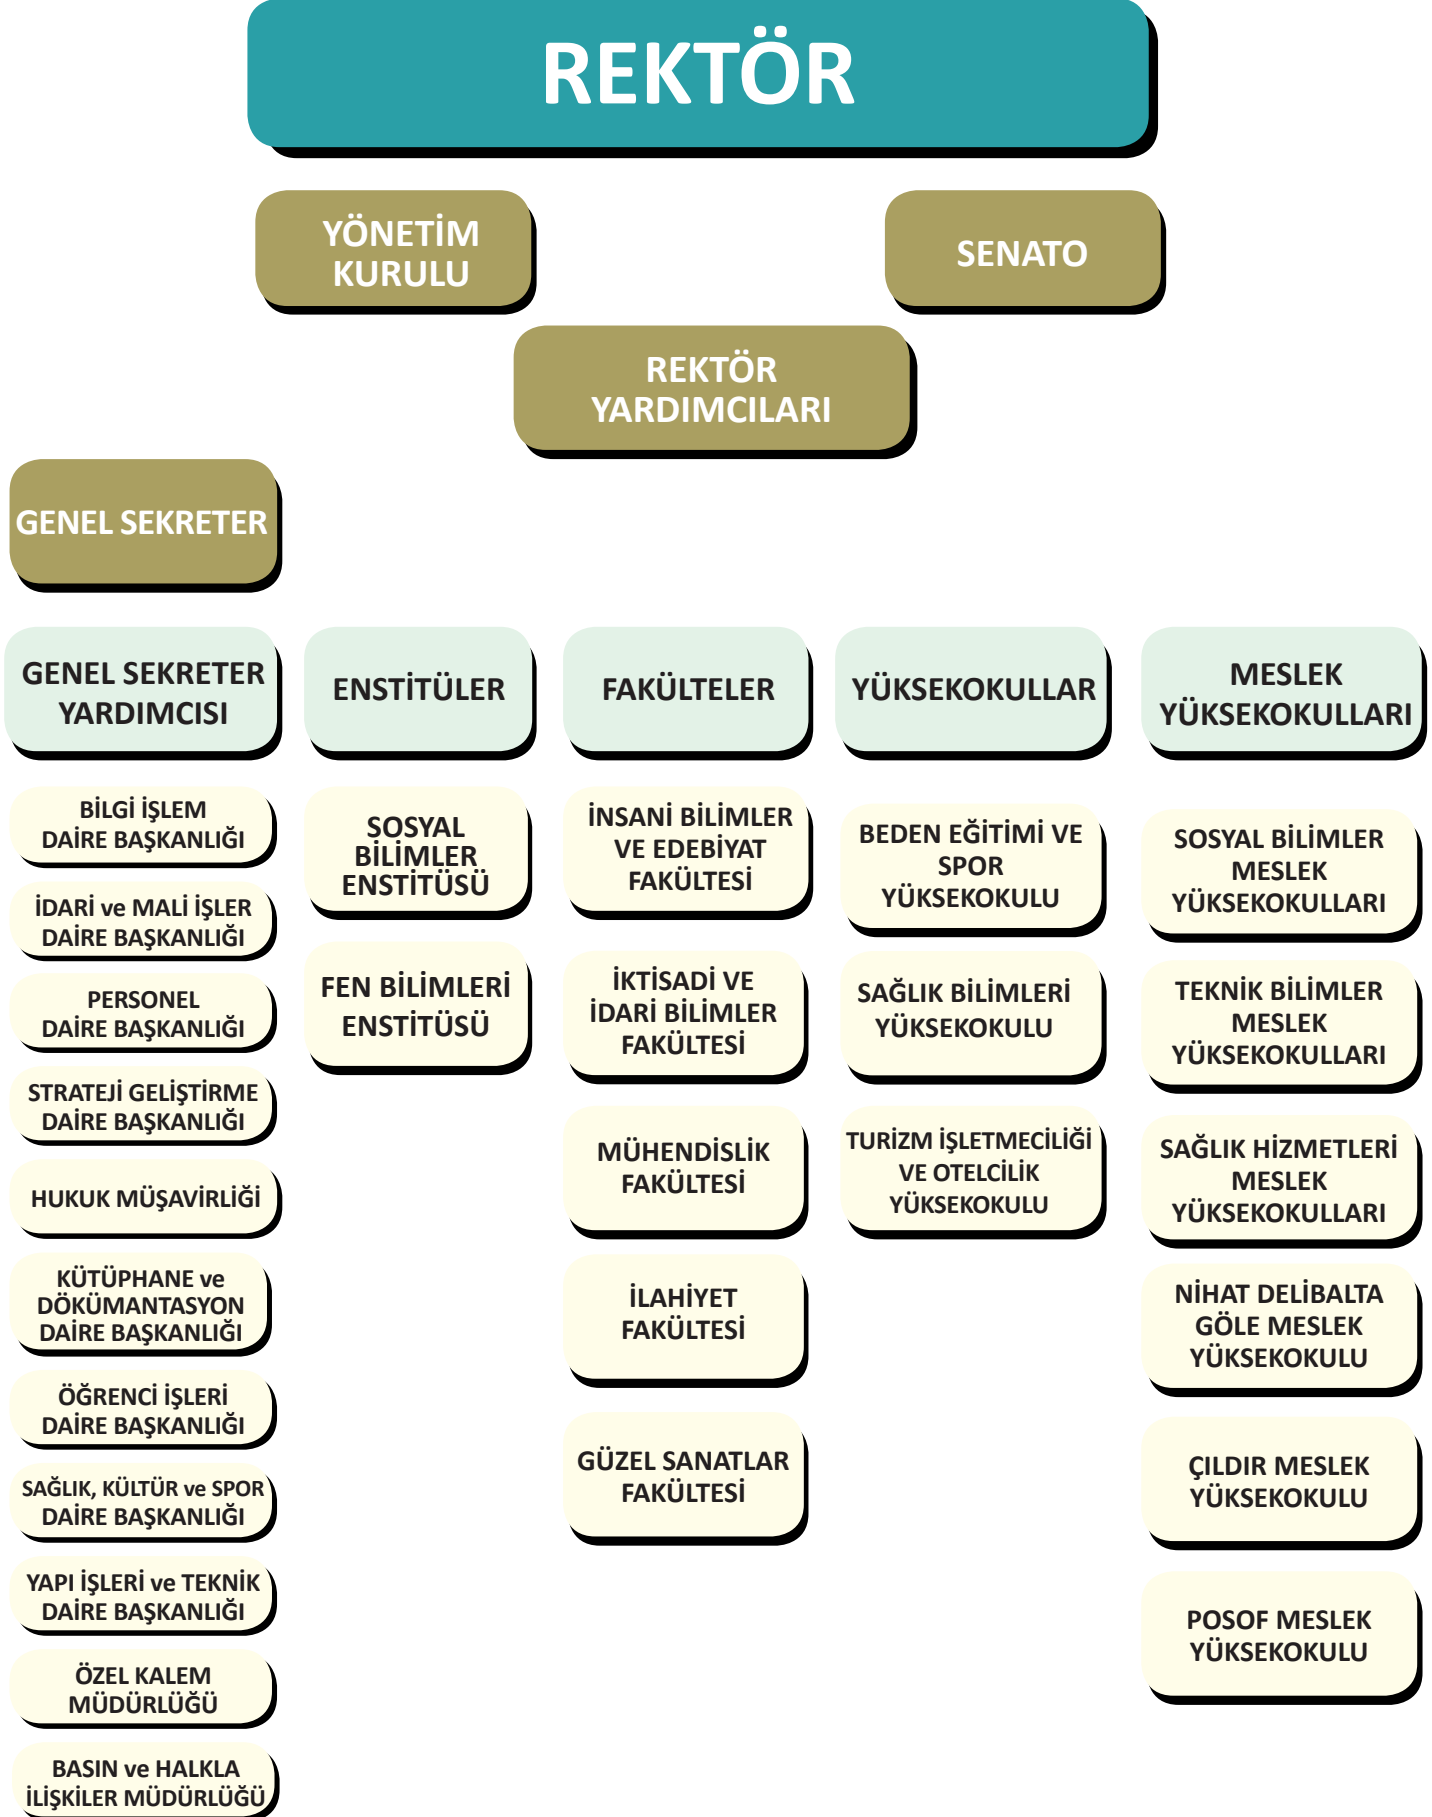 REKTÖR
YÖNETİM
KURULU
SENATO
REKTÖR
YARDIMCILARI
GENEL SEKRETER
GENEL SEKRETER
YARDIMCISI
BİLGİ İŞLEM
DAİRE BAŞKANLIĞI
İDARİ ve MALİ İŞLER
DAİRE BAŞKANLIĞI
PERSONEL
DAİRE BAŞKANLIĞI
STRATEJİ GELİŞTİRME
DAİRE BAŞKANLIĞI
HUKUK MÜŞAVİRLİĞİ
KÜTÜPHANE ve
DÖKÜMANTASYON
DAİRE BAŞKANLIĞI
ÖĞRENCİ İŞLERİ
DAİRE BAŞKANLIĞI
SAĞLIK, KÜLTÜR ve SPOR
DAİRE BAŞKANLIĞI
YAPI İŞLERİ ve TEKNİK
DAİRE BAŞKANLIĞI
ÖZEL KALEM
MÜDÜRLÜĞÜ
BASIN ve HALKLA
İLİŞKİLER MÜDÜRLÜĞÜ
ENSTİTÜLER
SOSYAL
BİLİMLER
ENSTİTÜSÜ
FEN BİLİMLERİ
ENSTİTÜSÜ
FAKÜLTELER
İNSANİ BİLİMLER
VE EDEBİYAT
FAKÜLTESİ
İKTİSADİ VE
İDARİ BİLİMLER
FAKÜLTESİ
MÜHENDİSLİK
FAKÜLTESİ
İLAHİYET
FAKÜLTESİ
GÜZEL SANATLAR
FAKÜLTESİ
YÜKSEKOKULLAR
BEDEN EĞİTİMİ VE
SPOR
YÜKSEKOKULU
SAĞLIK BİLİMLERİ
YÜKSEKOKULU
TURİZM İŞLETMECİLİĞİ
VE OTELCİLİK
YÜKSEKOKULU
MESLEK
YÜKSEKOKULLARI
SOSYAL BİLİMLER
MESLEK
YÜKSEKOKULLARI
TEKNİK BİLİMLER
MESLEK
YÜKSEKOKULLARI
SAĞLIK HİZMETLERİ
MESLEK
YÜKSEKOKULLARI
NİHAT DELİBALTA
GÖLE MESLEK
YÜKSEKOKULU
ÇILDIR MESLEK
YÜKSEKOKULU
POSOF MESLEK
YÜKSEKOKULU